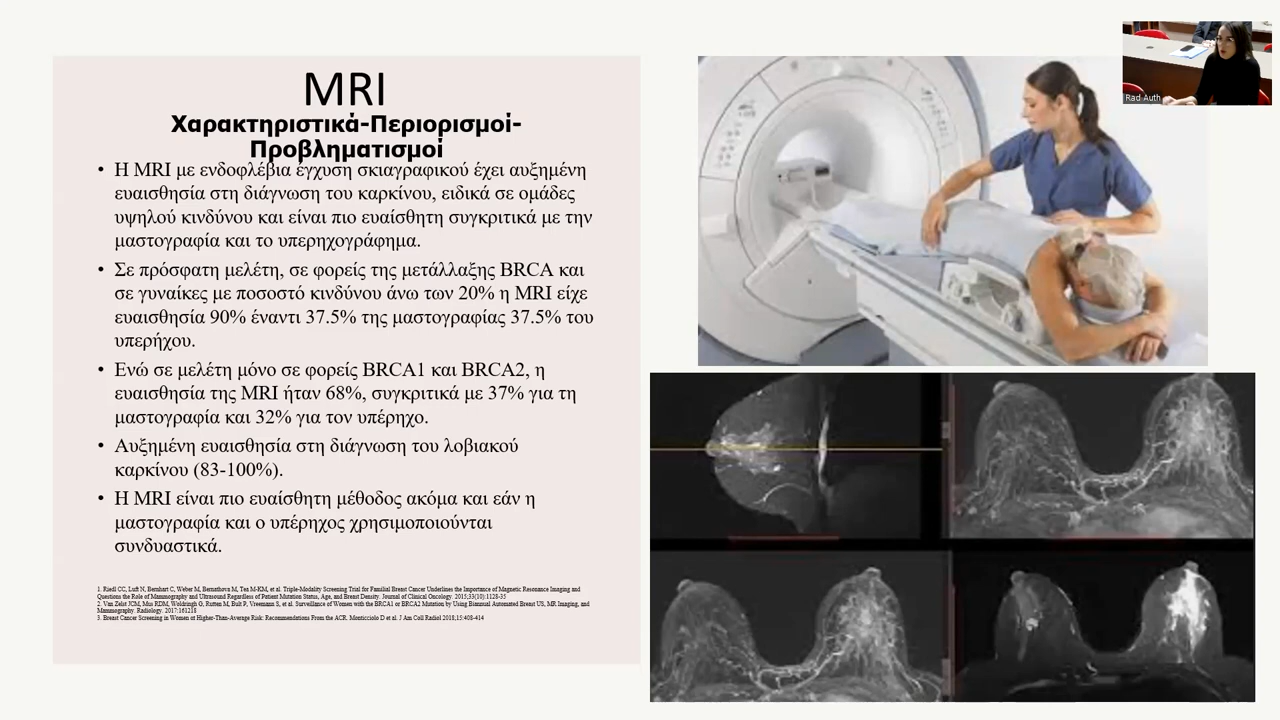 MRI
Χαρακτηριστικά-Περιορισμοί-
Προβληματισμοί
• Η MRI με ενδοφλέβια έγχυση σκιαγραφικού έχει αυξημένη
ευαισθησία στη διάγνωση του καρκίνου, ειδικά σε ομάδες
υψηλού κινδύνου και είναι πιο ευαίσθητη συγκριτικά με την
μαστογραφία και το υπερηχογράφημα.
• Σε πρόσφατη μελέτη, σε φορείς της μετάλλαξης BRCA και
σε γυναίκες με ποσοστό κινδύνου άνω των 20% η MRI είχε
ευαισθησία 90% έναντι 37.5% της μαστογραφίας 37.5% του
υπερήχου.
• Ενώ σε μελέτη μόνο σε φορείς BRCA1 και BRCA2, η
ευαισθησία της MRI ήταν 68%, συγκριτικά με 37% για τη
μαστογραφία και 32% για τον υπέρηχο.
• Αυξημένη ευαισθησία στη διάγνωση του λοβιακού
καρκίνου (83-100%).
• Η MRI είναι πιο ευαίσθητη μέθοδος ακόμα και εάν η
μαστογραφία και ο υπέρηχος χρησιμοποιούνται
συνδυαστικά.
1. Riedl CC, Luft N, Bernhart C, Weber M, Bernathova M, Tea M-KM, et al. Triple-Modality Screening Trial for Familial Breast Cancer Underlines the Importance of Magnetic Resonance Imaging and
Questions the Role of Mammography and Ultrasound Regardless of Patient Mutation Status, Age, and Breast Density. Journal of Clinical Oncology. 2015;33(10):1128-35
2. Van Zelst JCM, Mus RDM, Woldringh G, Rutten M, Bult P, Vreemann S, et al. Surveillance of Women with the BRCA1 or BRCA2 Mutation by Using Biannual Automated Breast US, MR Imaging, and
Mammography. Radiology. 2017:161218
3. Breast Cancer Screening in Women at Higher-Than-Average Risk: Recommendations From the ACR. Monticciolo D et al. J Am Coll Radiol 2018;15:408-414
Rad Auth